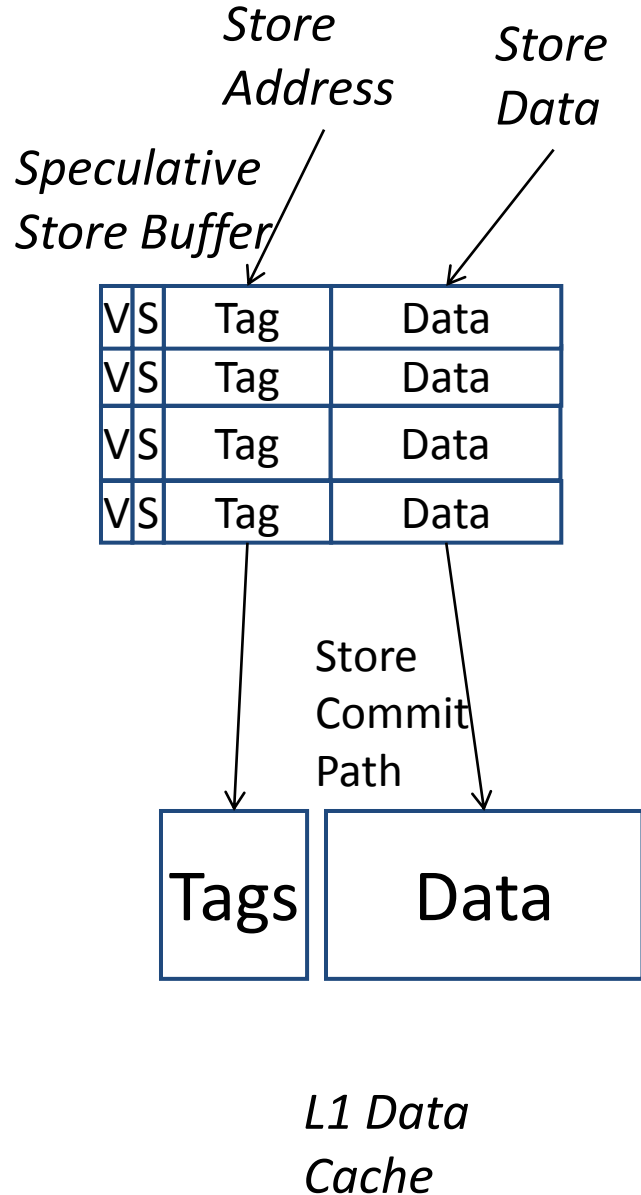 Store
Address
Store
Data
Speculative
Store Buffer
V S Tag Data
V S Tag Data
V S Tag Data
V S Tag Data
Store
Commit
Path
Tags Data
L1 Data
Cache